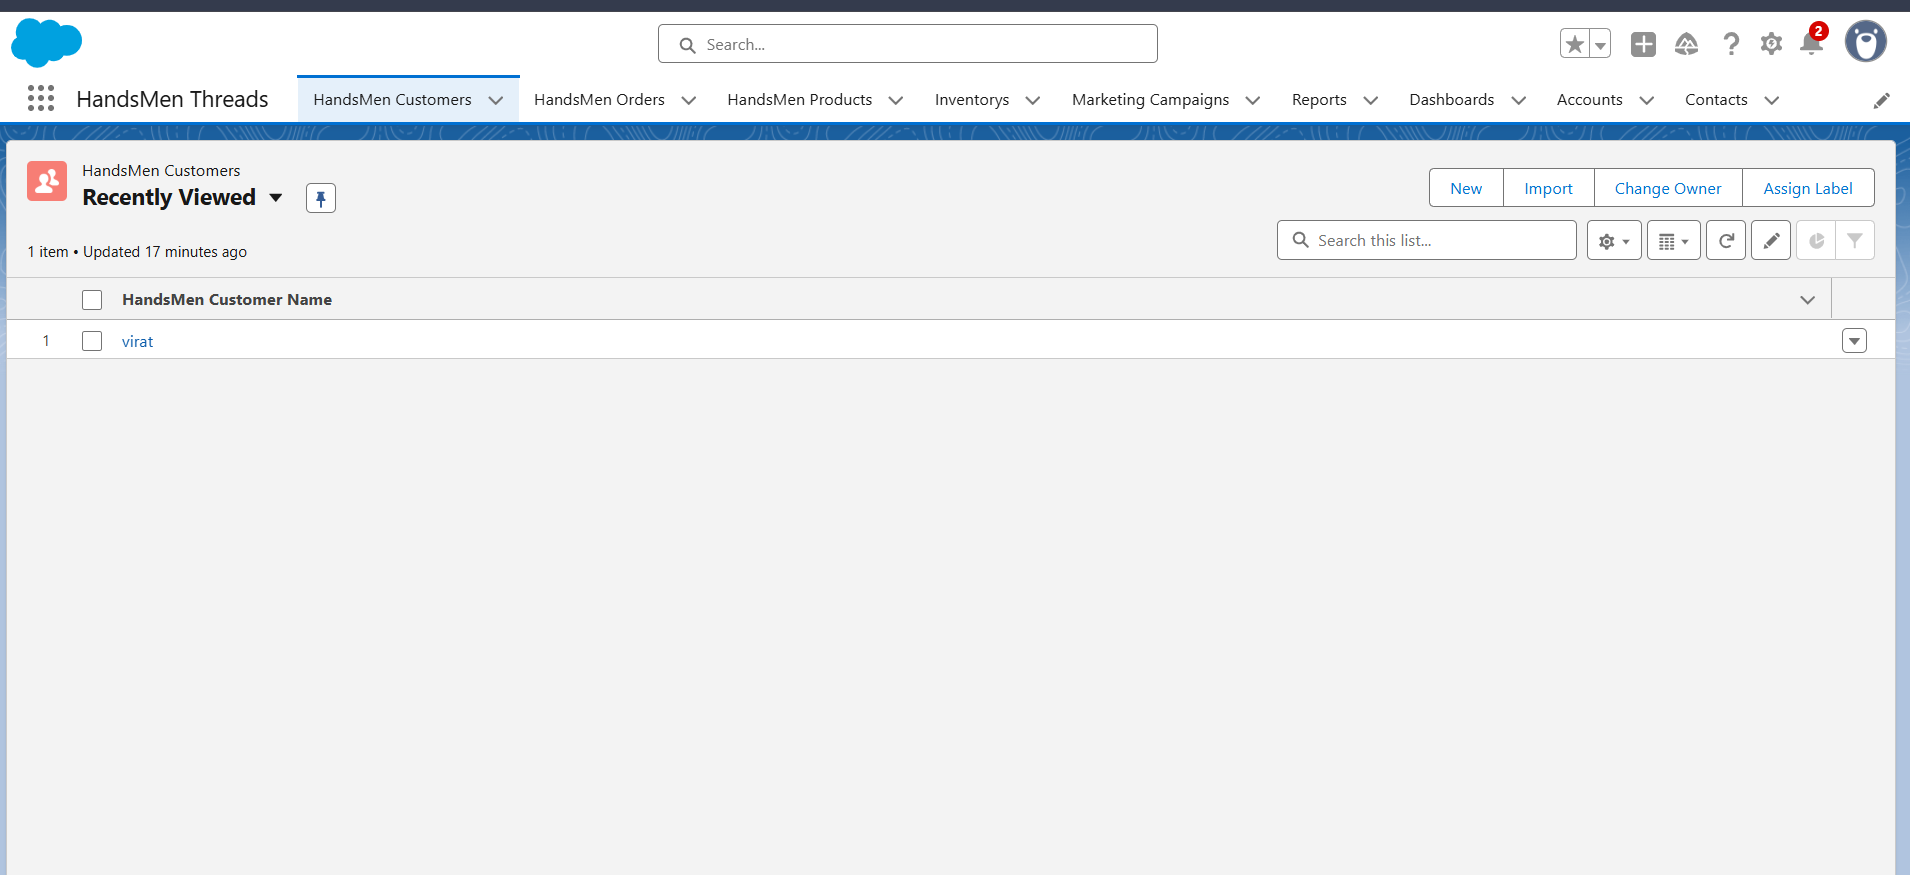 Search...
2
HandsMen Threads
HandsMen Customers
HandsMen Orders
HandsMen Products
Inventorys
Marketing Campaigns
Reports
Dashboards
Accounts
Contacts
HandsMen Customers
Recently Viewed
New
Import
Change Owner
Assign Label
1 item • Updated 17 minutes ago
Search this list...
HandsMen Customer Name
1
virat